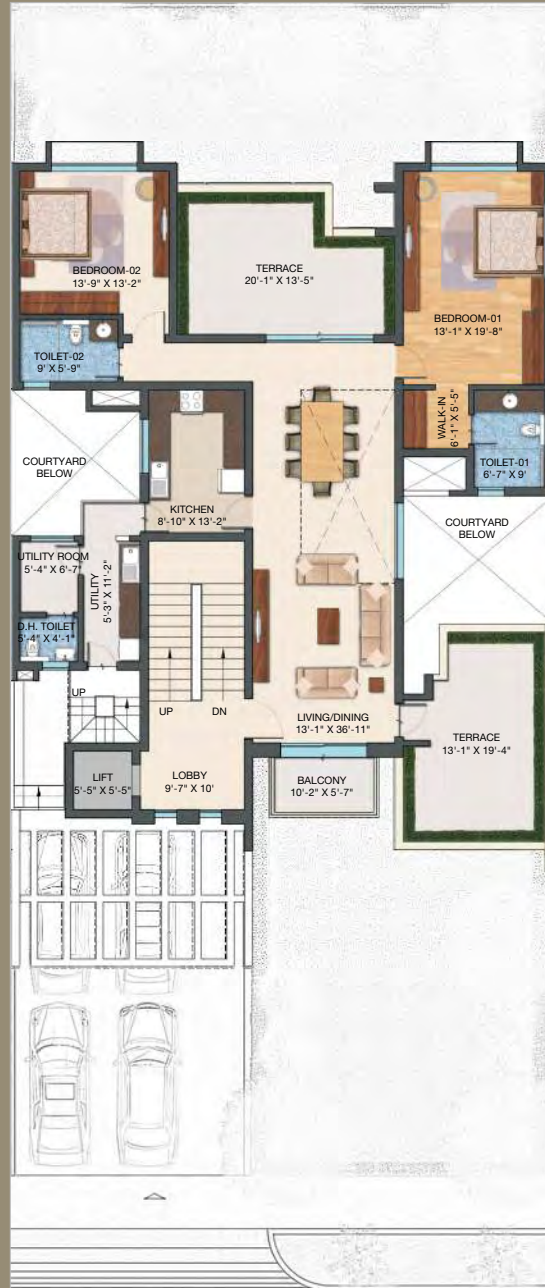 BEDROOM-02
13'-9" X 13'-2"
TERRACE
20'-1" X 13'-5"
BEDROOM-01
13'-1" X 19'-8"
TOILET-02
9' X 5'-9"
WALK-IN
6'-1" X 5'-5"
TOILET-01
6'-7" X 9'
COURTYARD
BELOW
KITCHEN
8'-10" X 13'-2"
COURTYARD
BELOW
UTILITY ROOM
5'-4" X 6'-7"
UTILITY
5'-3" X 11'-2"
D.H. TOILET
5'-4" X 4'-1"
UP
UP
DN
LIVING/DINING
13'-1" X 36'-11"
TERRACE
13'-1" X 19'-4"
LIFT
5'-5" X 5'-5"
LOBBY
9'-7" X 10'
BALCONY
10'-2" X 5'-7"